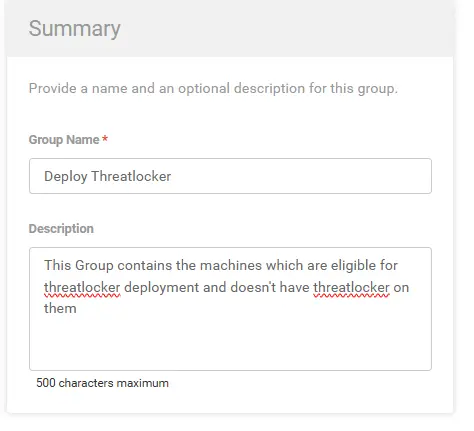 Summary
Provide a name and an optional description for this group.
Group Name *
Deploy Threatlocker
Description
This Group contains the machines which are eligible for
threatlocker deployment and doesn't have threatlocker on
them
500 characters maximum